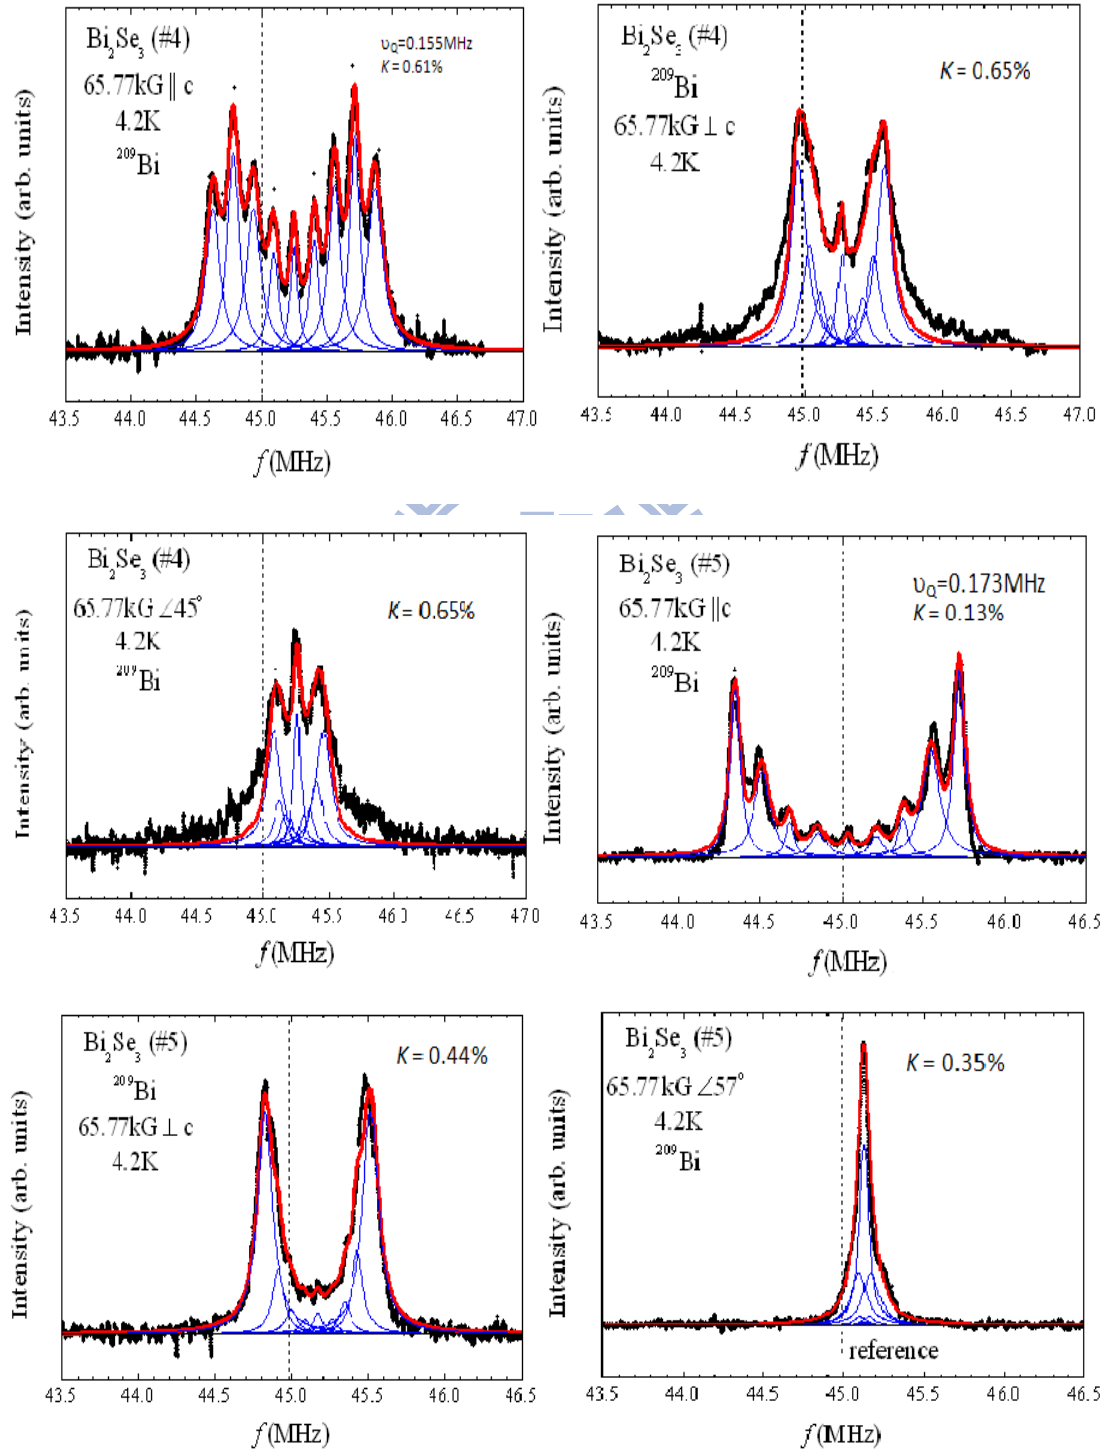 Bi2Se3 (#4)
65.77kG ∥ c
4.2K
209Bi
υQ=0.155MHz
K = 0.61%
Intensity (arb. units)
43.5 44.0 44.5 45.0 45.5 46.0 46.5 47.0
f(MHz)
Bi2Se3 (#4)
209Bi
65.77kG ⊥ c
4.2K
K = 0.65%
Intensity (arb. units)
43.5 44.0 44.5 45.0 45.5 46.0 46.5 47.0
f(MHz)
Bi2Se3 (#4)
65.77kG ∠45°
4.2K
209Bi
K = 0.65%
Intensity (arb. units)
43.5 44.0 44.5 45.0 45.5 46.0 46.5 47.0
f(MHz)
Bi2Se3 (#5)
65.77kG ∥c
4.2K
209Bi
υQ=0.173MHz
K = 0.13%
Intensity (arb. units)
43.5 44.0 44.5 45.0 45.5 46.0 46.5
f(MHz)
Bi2Se3 (#5)
209Bi
65.77kG ⊥ c
4.2K
K = 0.44%
Intensity (arb. units)
43.5 44.0 44.5 45.0 45.5 46.0 46.5
f(MHz)
Bi2Se3 (#5)
65.77kG ∠57°
4.2K
209Bi
K = 0.35%
Intensity (arb. units)
reference
43.5 44.0 44.5 45.0 45.5 46.0 46.5
f(MHz)